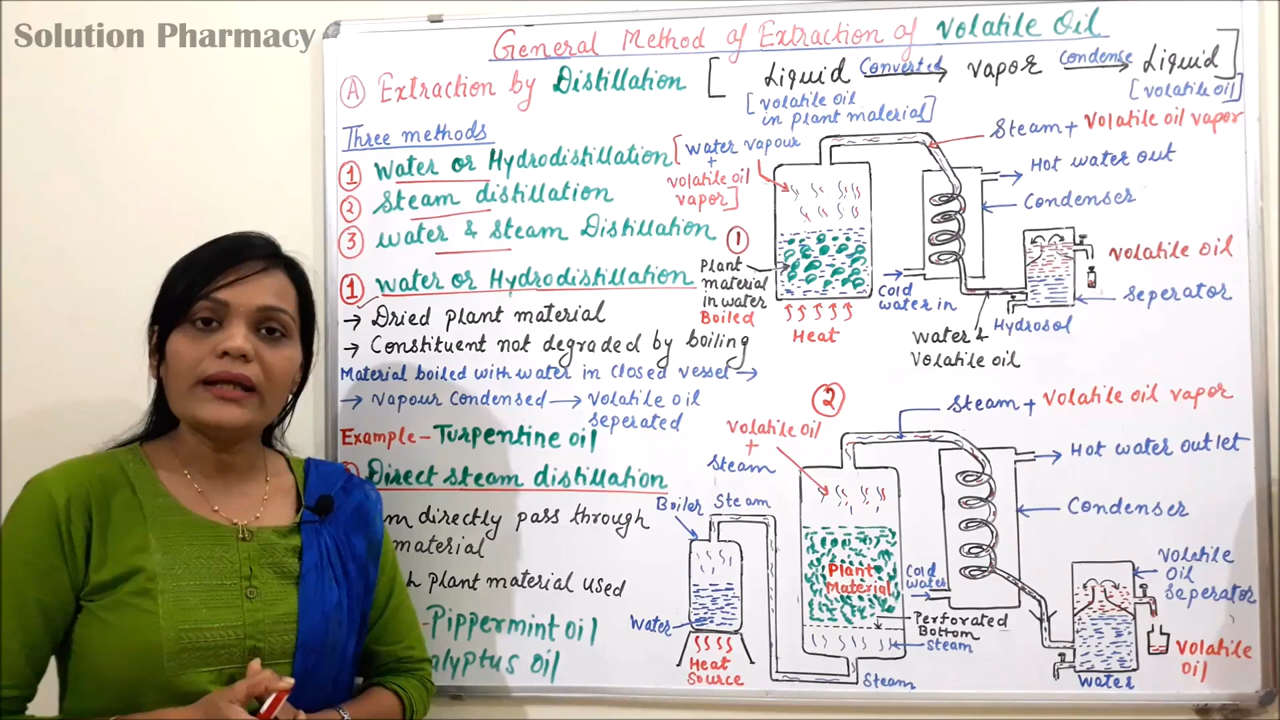 Solution Pharmacy
General Method of Extraction of Volatile Oil
(A) Extraction by Distillation
[ Liquid Converted → vapor Condense → Liquid ]
[volatile oil in plant material]
[volatile oil]
Three methods
① Water or Hydrodistillation
② Steam distillation
③ water & steam Distillation
① water or Hydrodistillation
→ Dried plant material
→ Constituent not degraded by boiling
Material boiled with water in closed vessel →
→ Vapour Condensed → Volatile oil
seperated
Example - Turpentine oil
Direct steam distillation
directly pass through
material
plant material used
- Pippermint oil
oil
①
[water vapour
+
volatile oil
vapor]
Steam + Volatile oil vapor
Hot water out
Condenser
Plant
material
in water
Boiled
Heat
Cold
water in
volatile oil
Seperator
Hydrosol
water &
Volatile oil
②
Volatile oil
+
Steam
Steam + Volatile oil vapor
Hot water outlet
Condenser
Boiler
Steam
Water
Heat
Source
Plant
Material
Cold
water
Perforated
Bottom
Steam
Steam
Volatile
Oil
Seperator
Volatile
oil
Water